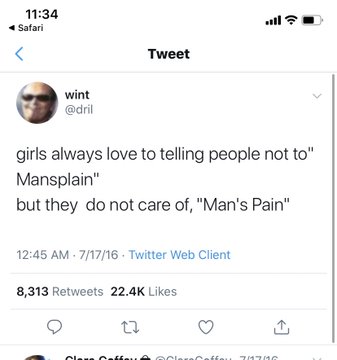 11:34
◀ Safari
Tweet
wint
@dril
girls always love to telling people not to"
Mansplain"
but they  do not care of, "Man's Pain"
12:45 AM · 7/17/16 · Twitter Web Client
8,313 Retweets  22.4K Likes